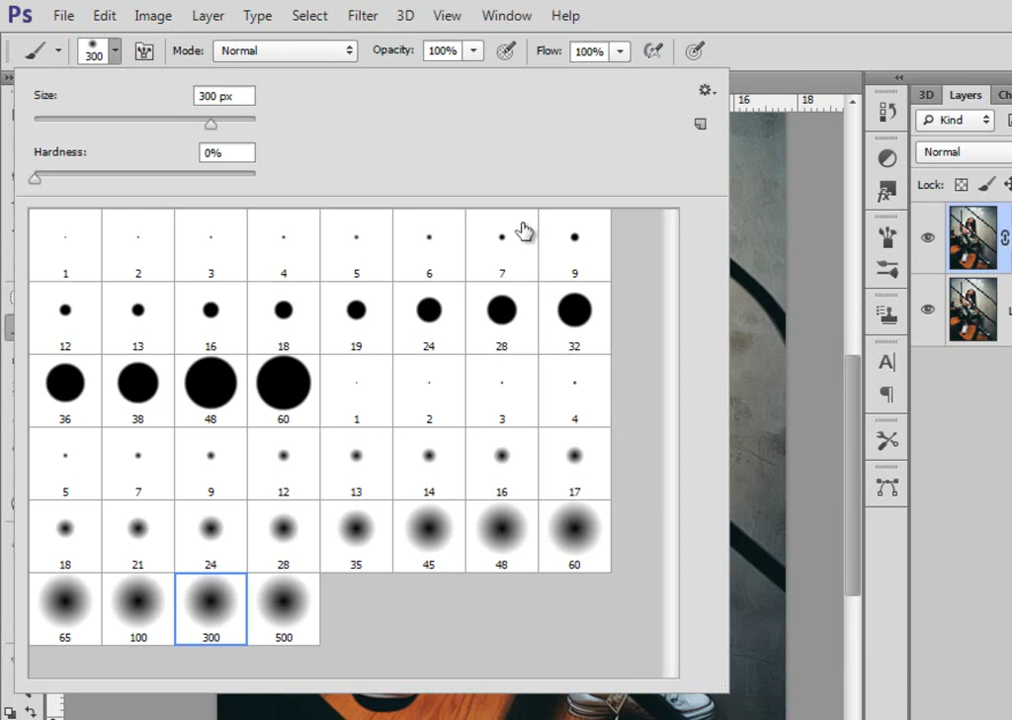 Ps File Edit Image Layer Type Select Filter 3D View Window Help
300 Mode: Normal Opacity: 100% Flow: 100%
Size: 300 px
Hardness: 0%
16 18
3D Layers
Kind
Normal
Lock:
1 2 3 4 5 6 7 9
12 13 16 18 19 24 28 32
36 38 48 60 1 2 3 4
5 7 9 12 13 14 16 17
18 21 24 28 35 45 48 60
65 100 300 500